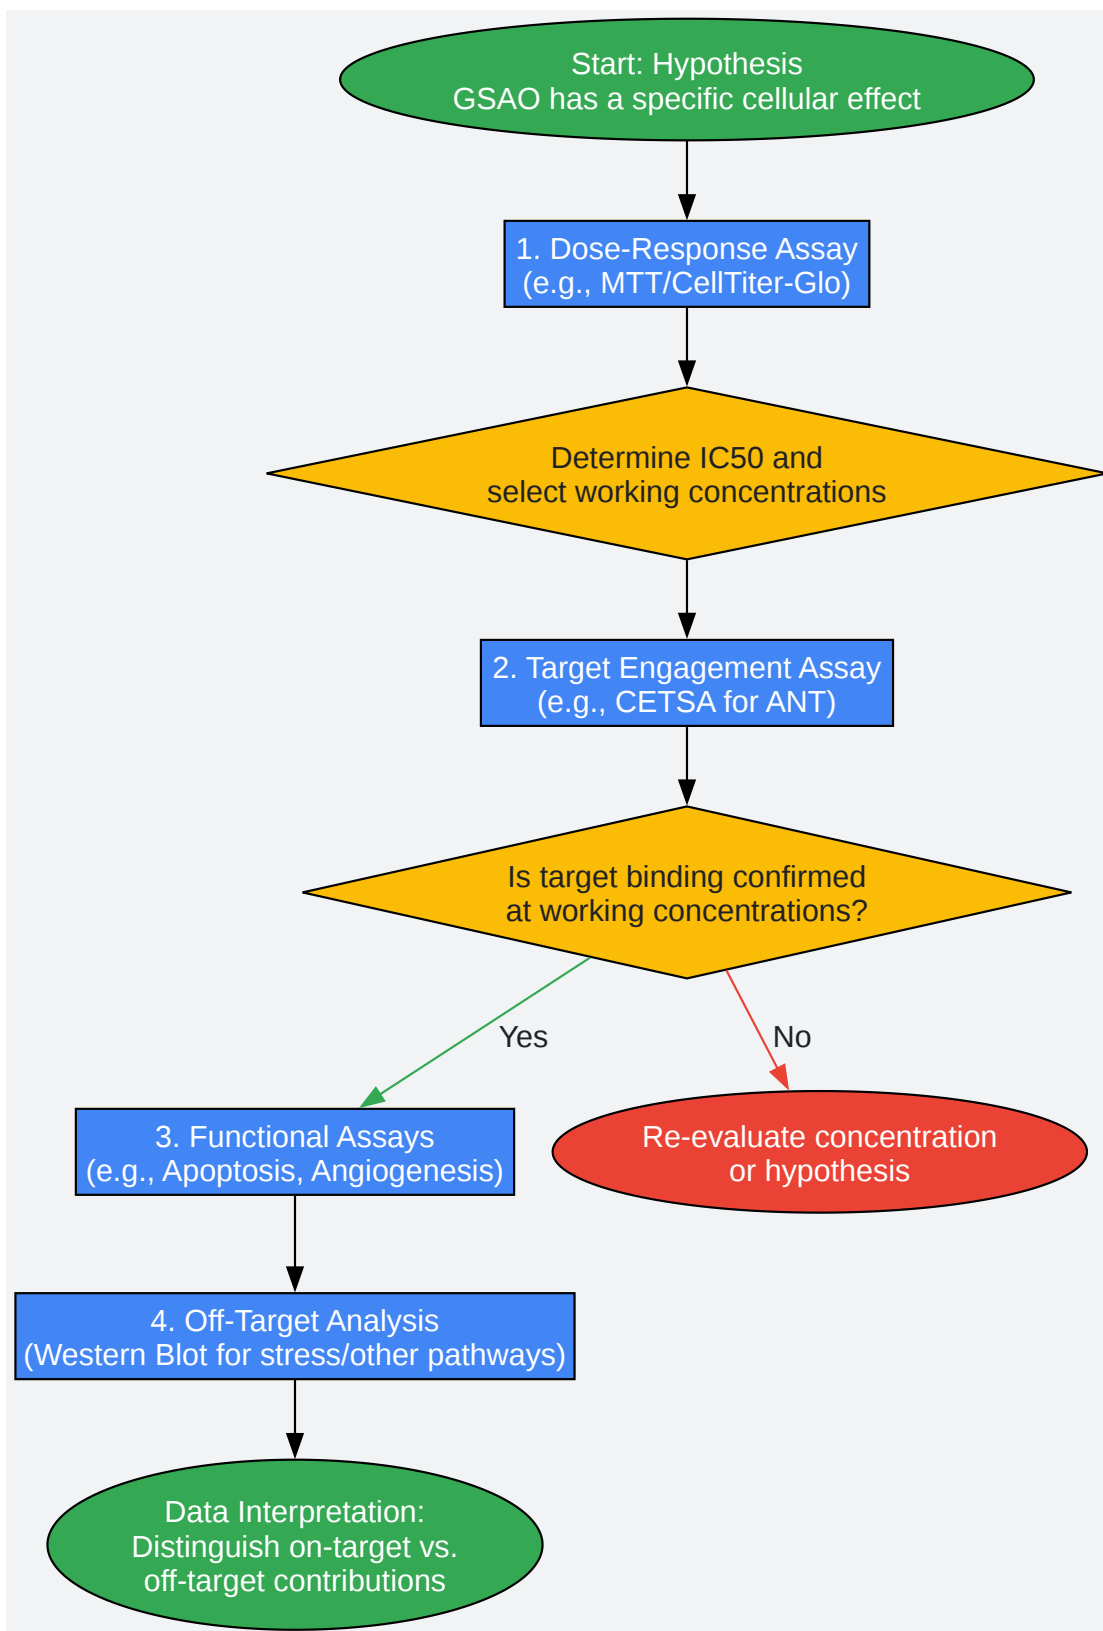 Start: Hypothesis
GSAO has a specific cellular effect
1. Dose-Response Assay
(e.g., MTT/CellTiter-Glo)
Determine IC50 and
select working concentrations
2. Target Engagement Assay
(e.g., CETSA for ANT)
Is target binding confirmed
at working concentrations?
Yes
No
3. Functional Assays
(e.g., Apoptosis, Angiogenesis)
Re-evaluate concentration
or hypothesis
4. Off-Target Analysis
(Western Blot for stress/other pathways)
Data Interpretation:
Distinguish on-target vs.
off-target contributions